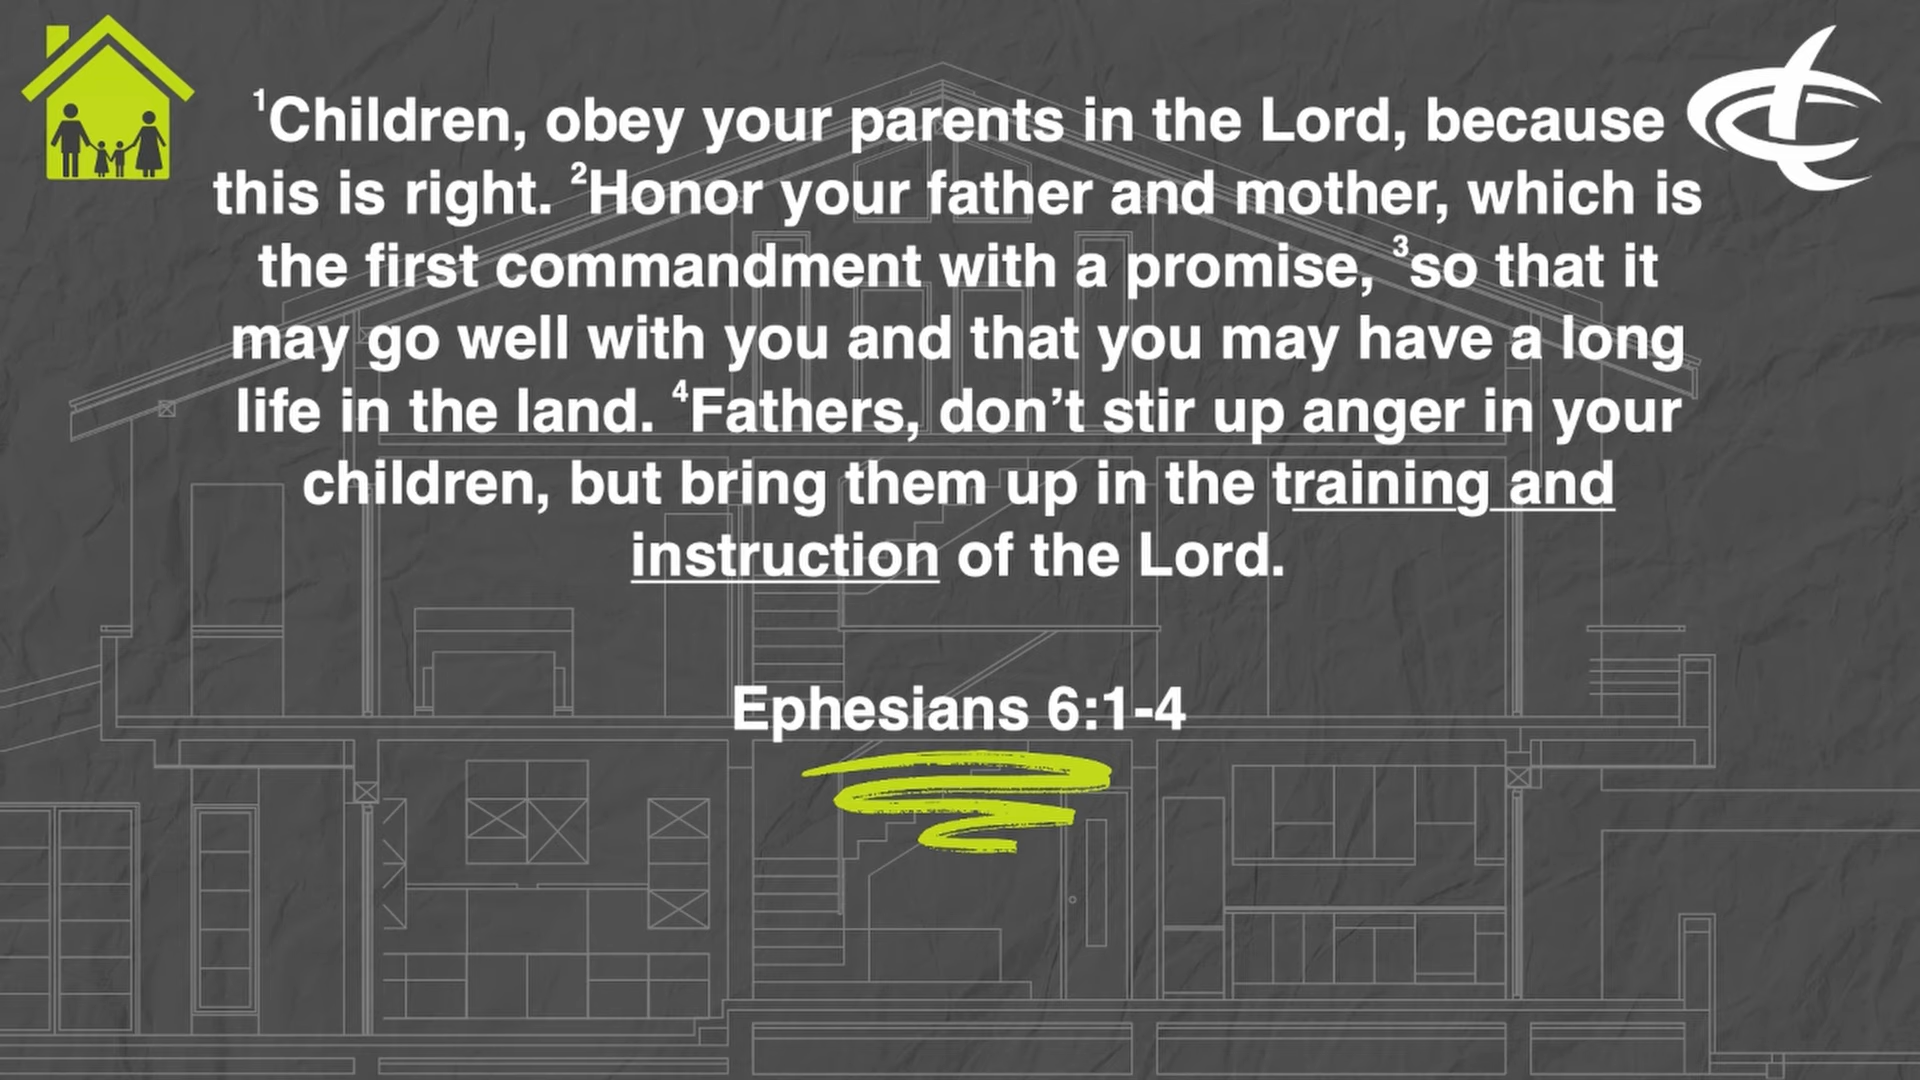 ¹Children, obey your parents in the Lord, because
this is right. ²Honor your father and mother, which is
the first commandment with a promise, ³so that it
may go well with you and that you may have a long
life in the land. ⁴Fathers, don’t stir up anger in your
children, but bring them up in the training and
instruction of the Lord.
Ephesians 6:1-4